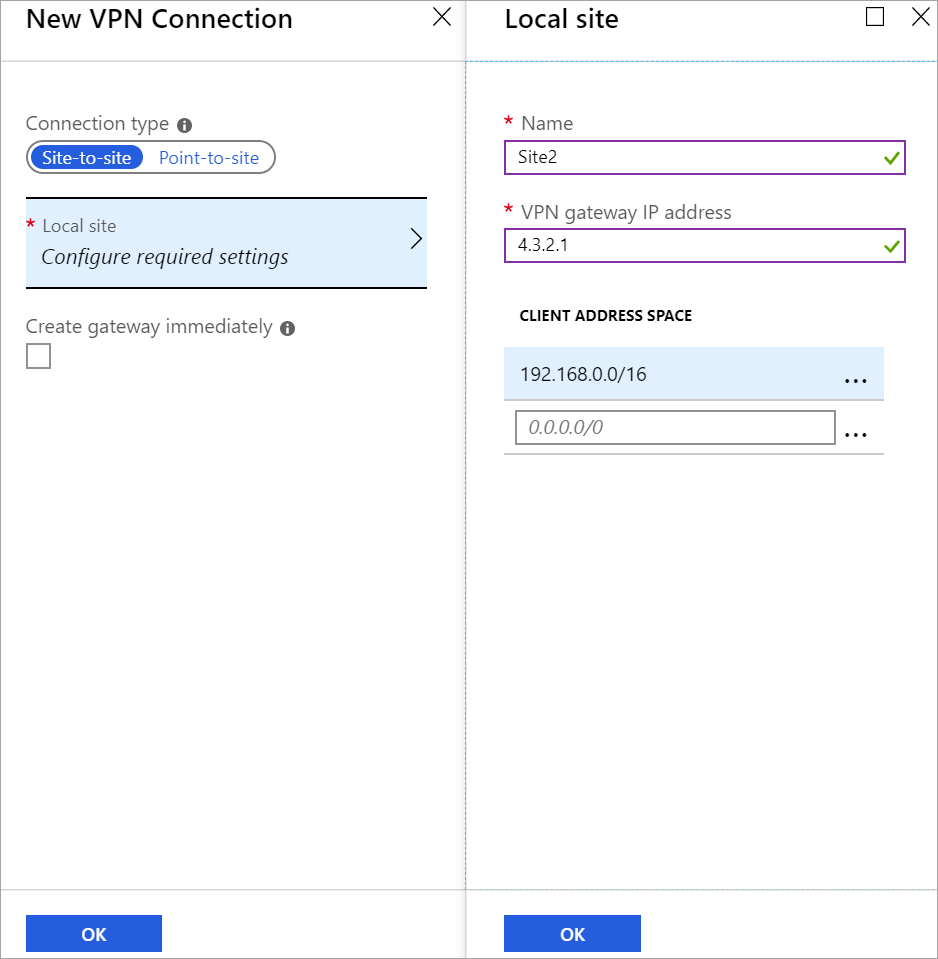 New VPN Connection
Connection type
Site-to-site Point-to-site
* Local site
Configure required settings
Create gateway immediately
OK
Local site
* Name
Site2
* VPN gateway IP address
4.3.2.1
CLIENT ADDRESS SPACE
192.168.0.0/16 ...
0.0.0.0/0 ...
OK